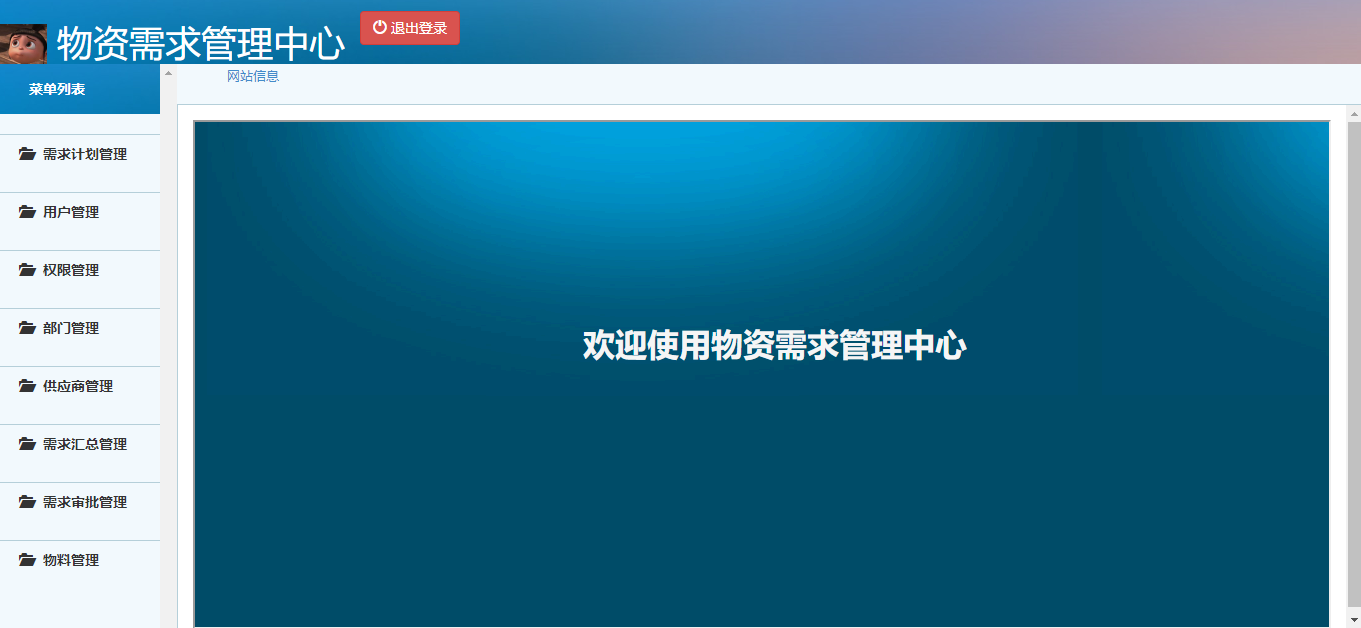 物资需求管理中心
退出登录
菜单列表
网站信息
需求计划管理
用户管理
权限管理
部门管理
供应商管理
需求汇总管理
需求审批管理
物料管理
欢迎使用物资需求管理中心